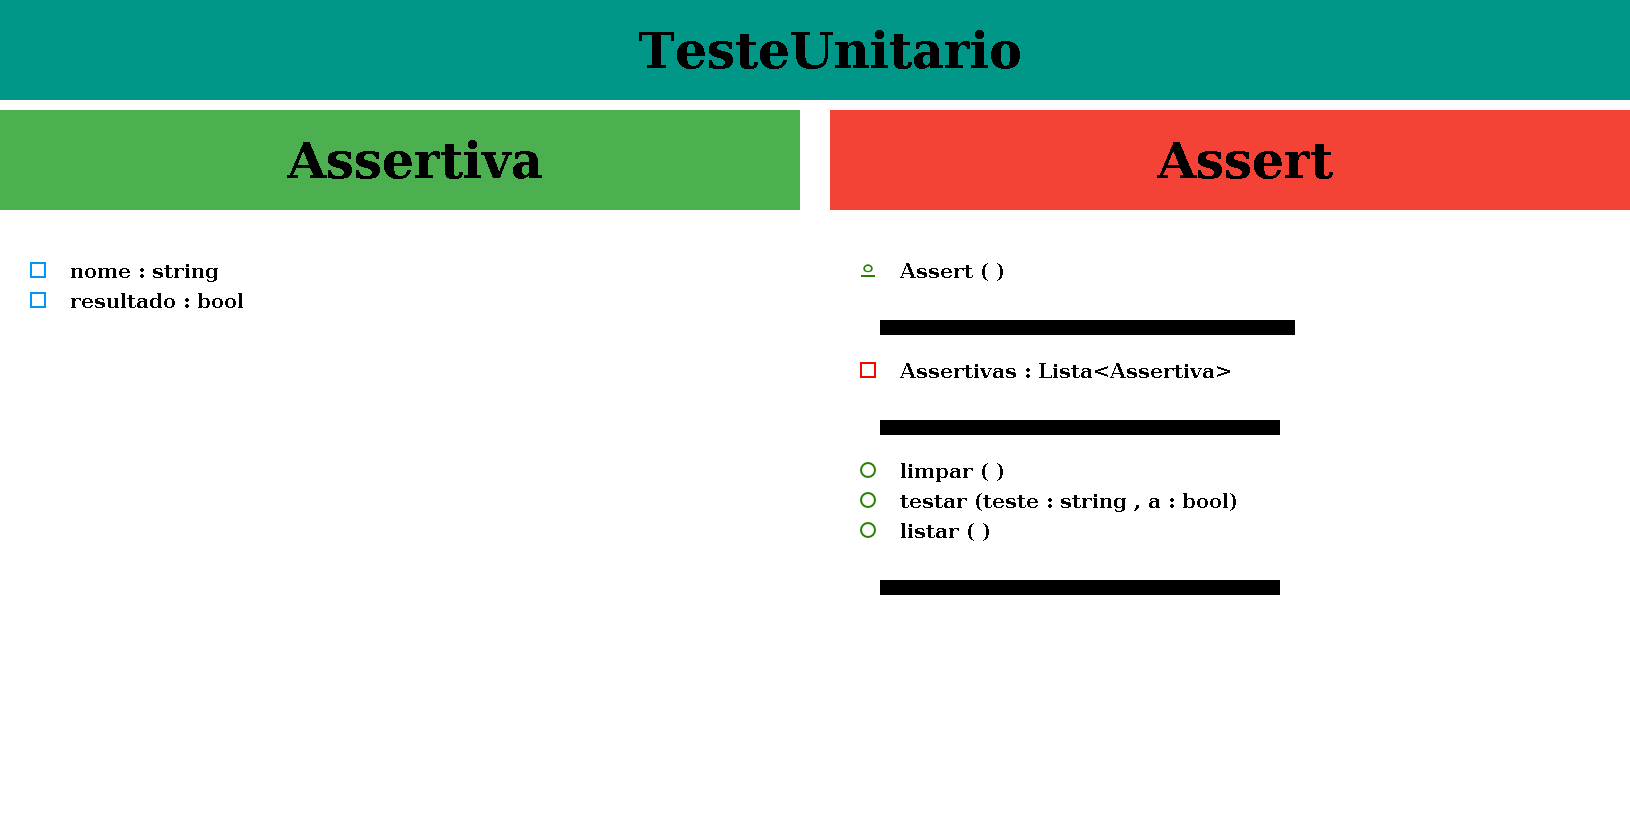 TesteUnitario
Assertiva
nome : string
resultado : bool
Assert
Assert ( )
Assertivas : Lista<Assertiva>
limpar ( )
testar (teste : string , a : bool)
listar ( )